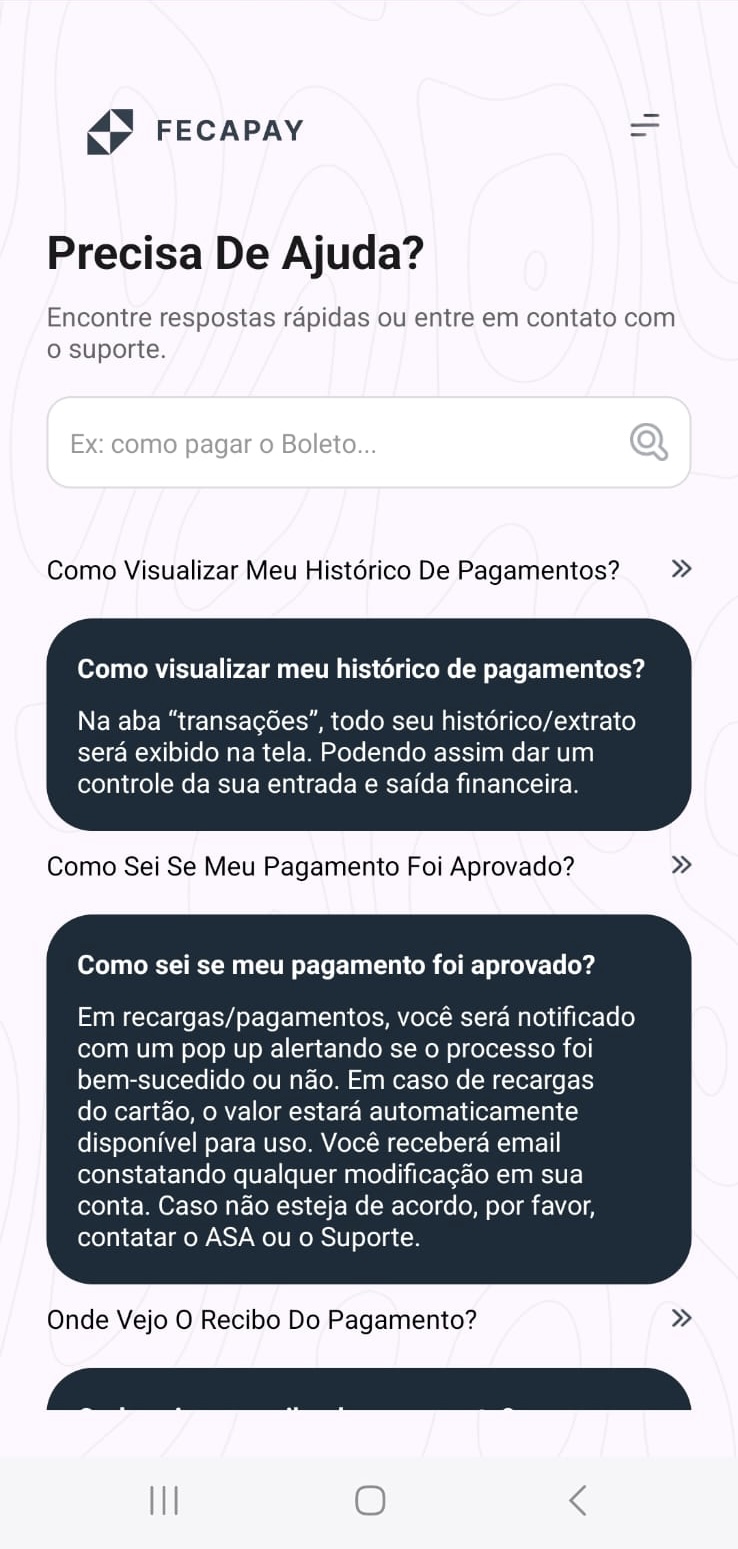 FECAPAY
Precisa De Ajuda?
Encontre respostas rápidas ou entre em contato com
o suporte.
Ex: como pagar o Boleto...
Como Visualizar Meu Histórico De Pagamentos?
Como visualizar meu histórico de pagamentos?
Na aba “transações”, todo seu histórico/extrato
será exibido na tela. Podendo assim dar um
controle da sua entrada e saída financeira.
Como Sei Se Meu Pagamento Foi Aprovado?
Como sei se meu pagamento foi aprovado?
Em recargas/pagamentos, você será notificado
com um pop up alertando se o processo foi
bem-sucedido ou não. Em caso de recargas
do cartão, o valor estará automaticamente
disponível para uso. Você receberá email
constatando qualquer modificação em sua
conta. Caso não esteja de acordo, por favor,
contatar o ASA ou o Suporte.
Onde Vejo O Recibo Do Pagamento?